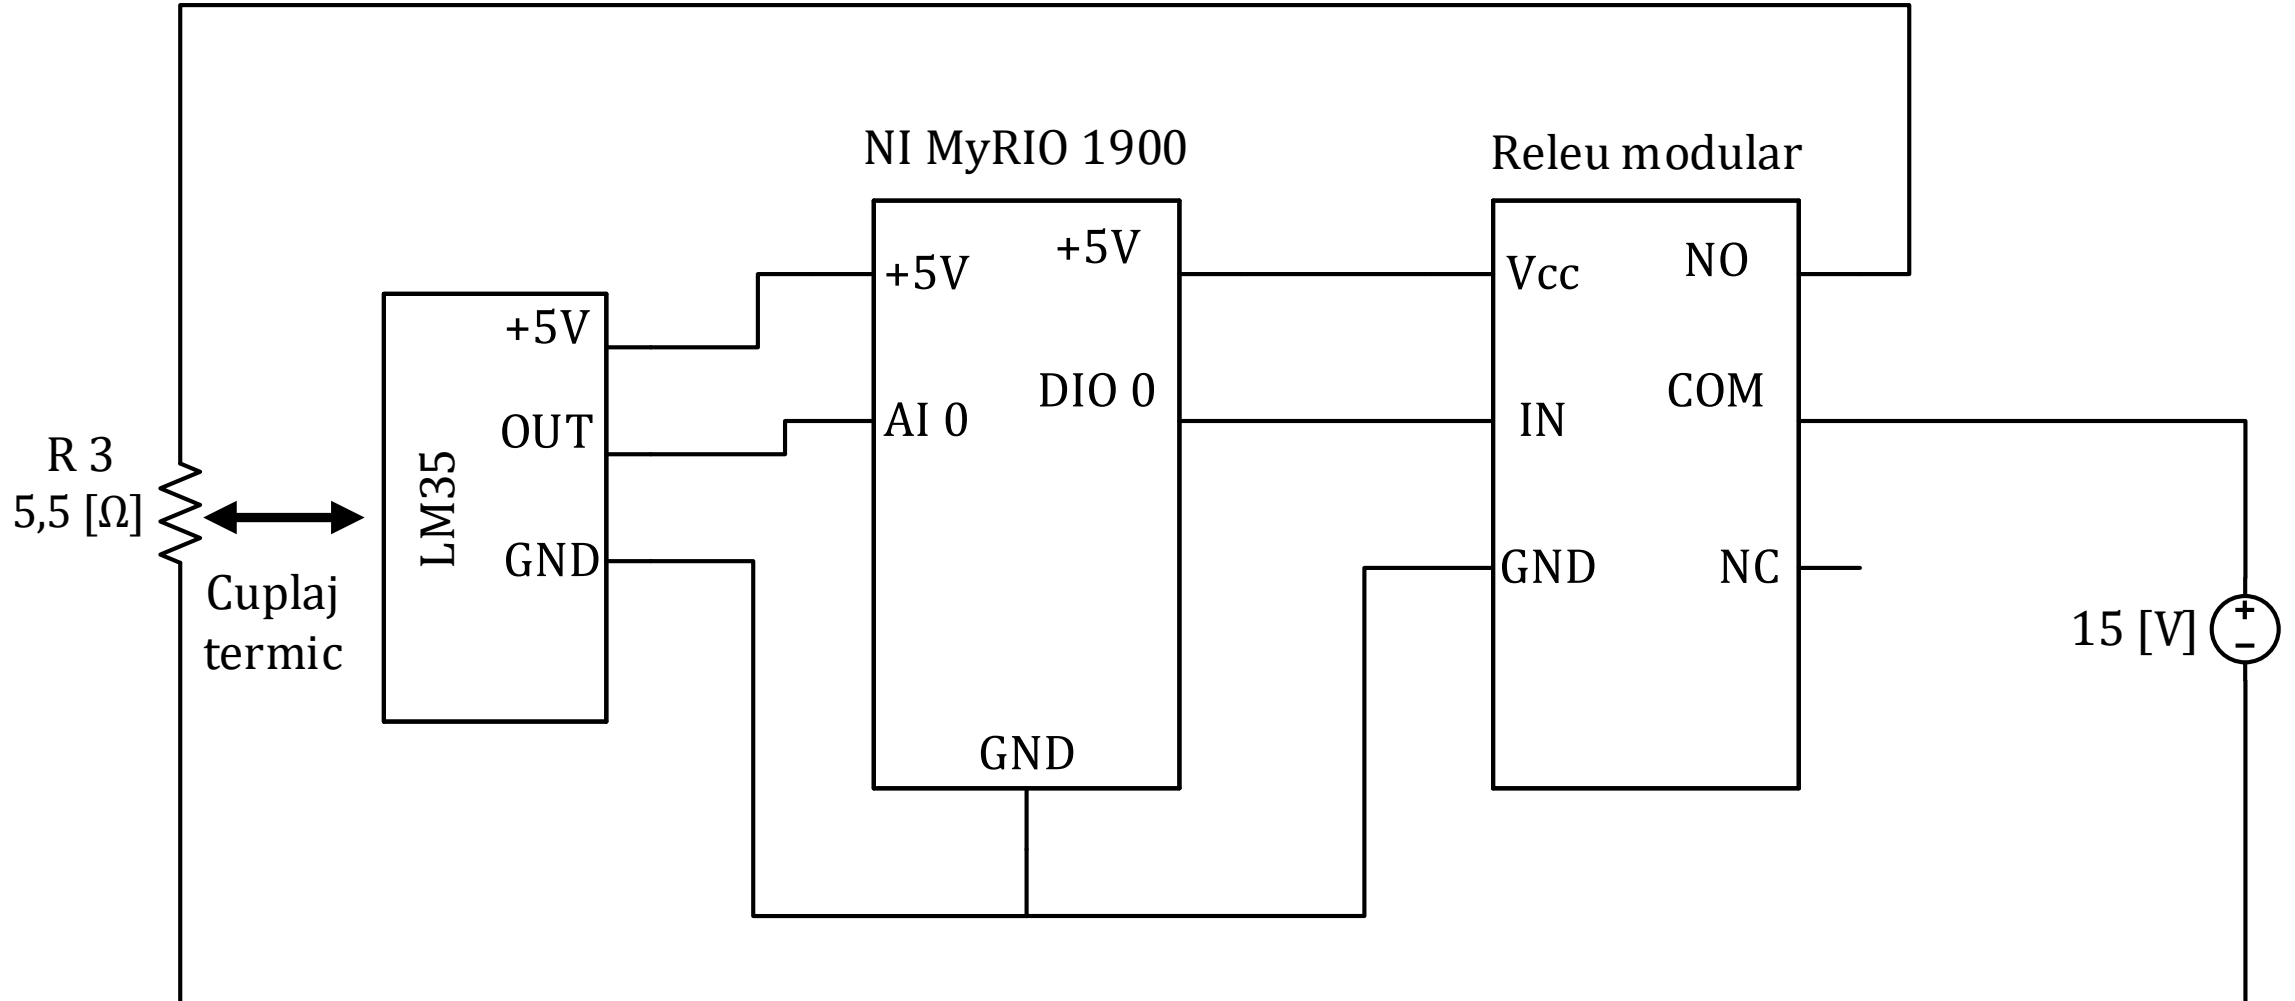 NI MyRIO 1900
Releu modular
+5V
OUT
GND
LM35
+5V
AI 0
+5V
DIO 0
GND
Vcc
IN
GND
NO
COM
NC
R 3
5,5 [Ω]
Cuplaj
termic
15 [V]
+
−